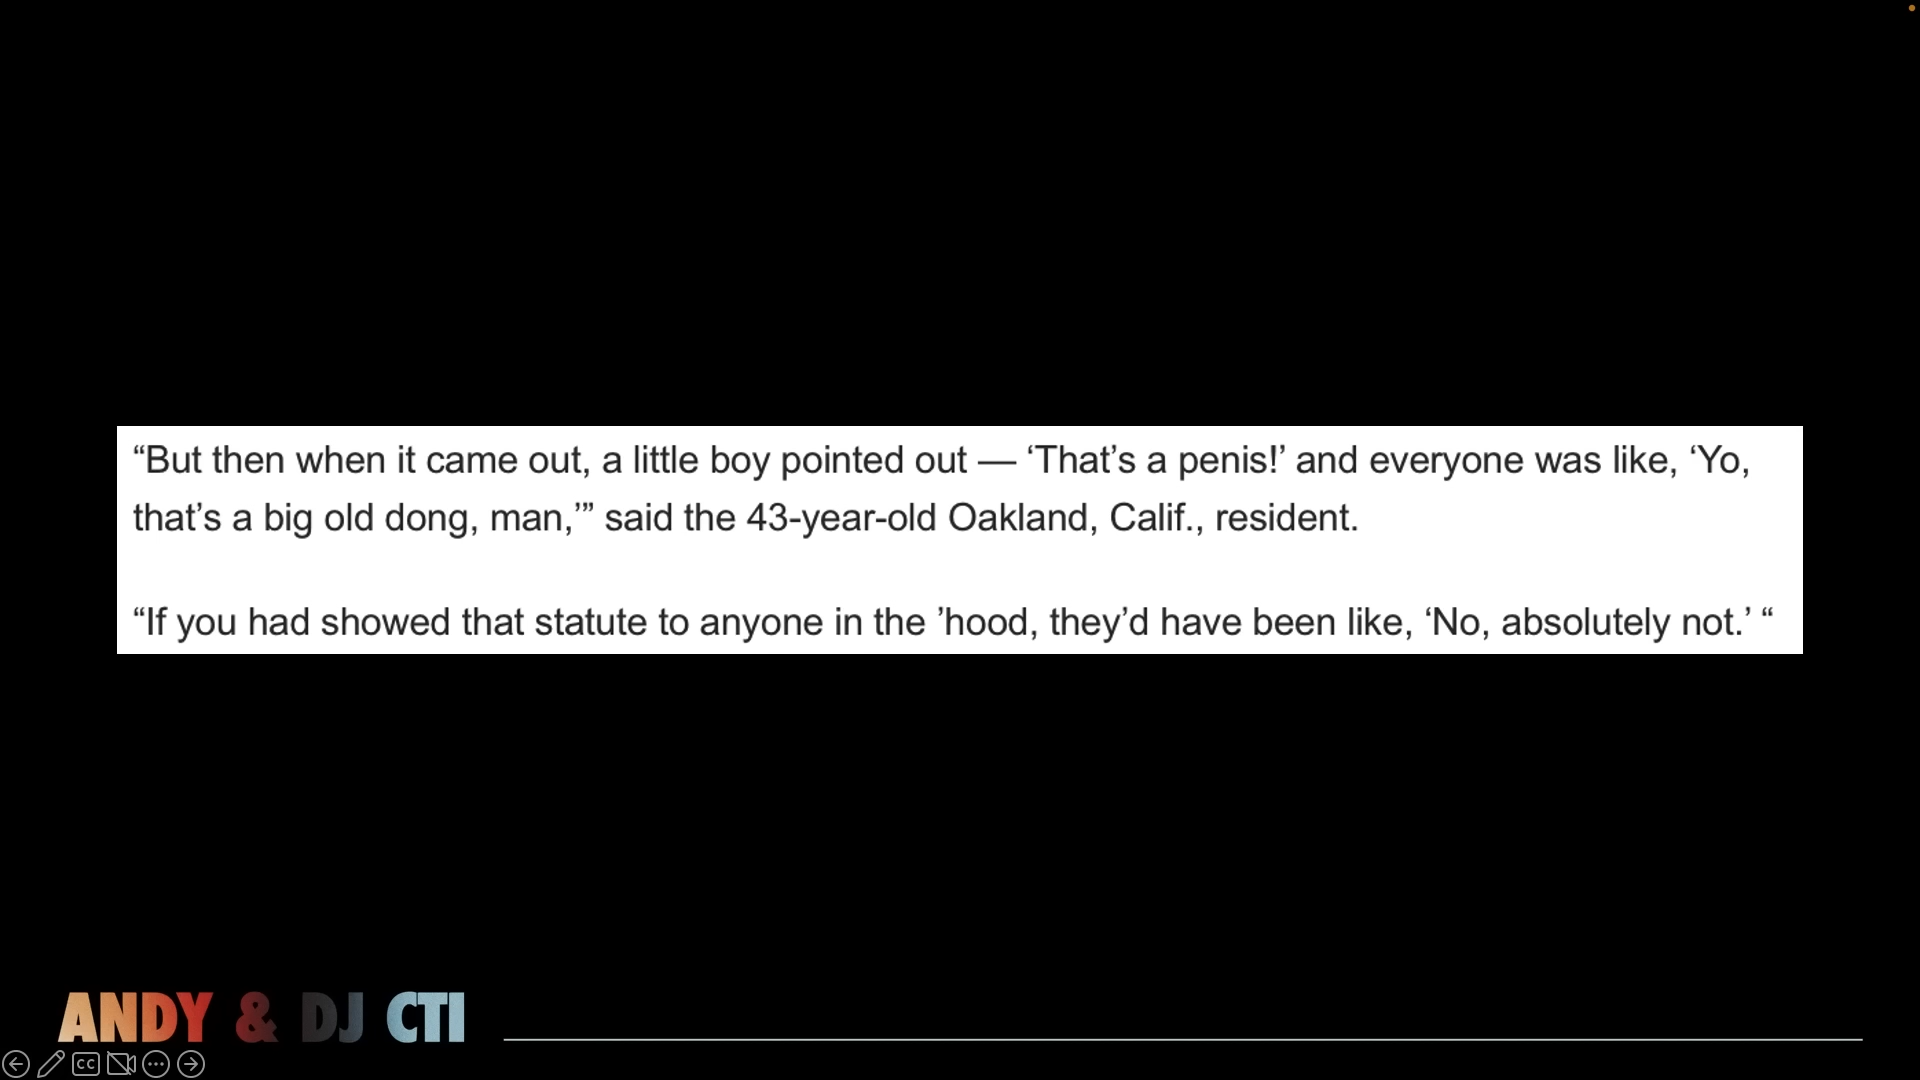 “But then when it came out, a little boy pointed out — ‘That’s a penis!’ and everyone was like, ‘Yo,
that’s a big old dong, man,’” said the 43-year-old Oakland, Calif., resident.
“If you had showed that statute to anyone in the ’hood, they’d have been like, ‘No, absolutely not.’ “
ANDY & DJ CTI
CC